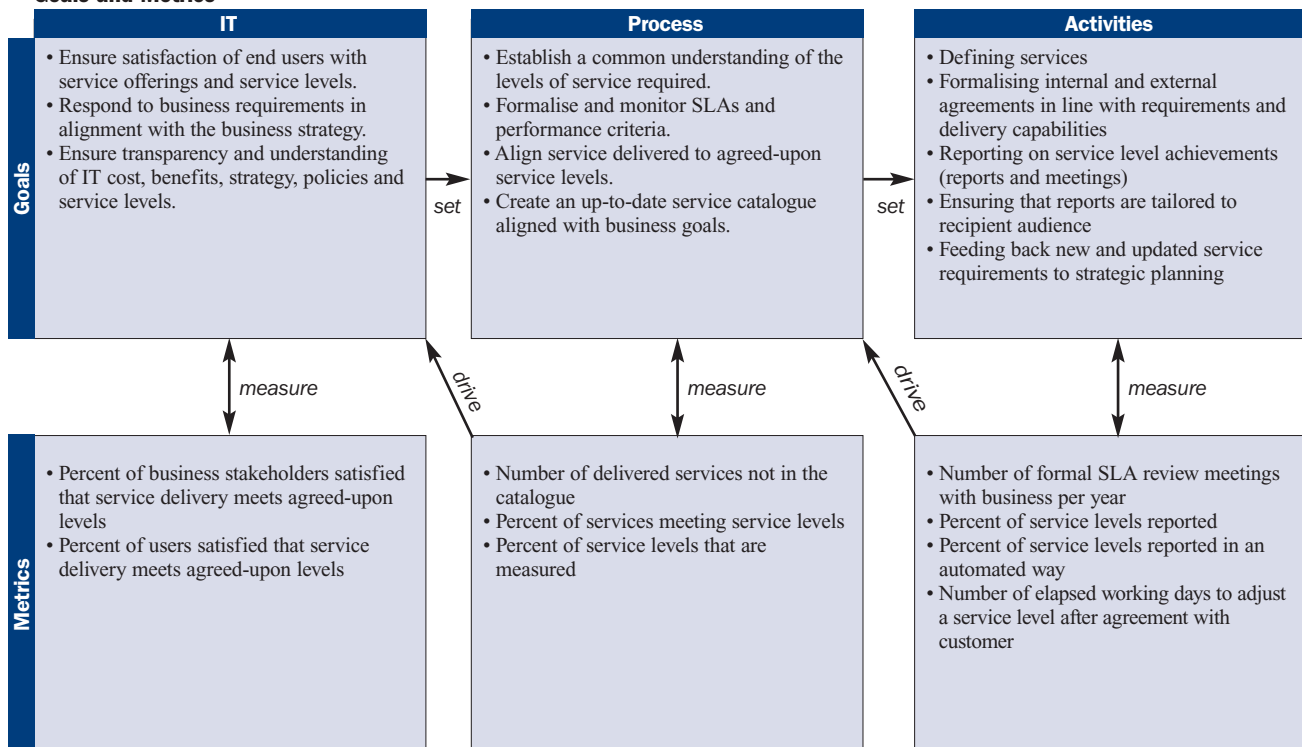 Goals and Metrics
IT
Process
Activities
Goals
• Ensure satisfaction of end users with
service offerings and service levels.
• Respond to business requirements in
alignment with the business strategy.
• Ensure transparency and understanding
of IT cost, benefits, strategy, policies and
service levels.
set
• Establish a common understanding of the
levels of service required.
• Formalise and monitor SLAs and
performance criteria.
• Align service delivered to agreed-upon
service levels.
• Create an up-to-date service catalogue
aligned with business goals.
set
• Defining services
• Formalising internal and external
agreements in line with requirements and
delivery capabilities
• Reporting on service level achievements
(reports and meetings)
• Ensuring that reports are tailored to
recipient audience
• Feeding back new and updated service
requirements to strategic planning
measure
drive
measure
drive
measure
Metrics
• Percent of business stakeholders satisfied
that service delivery meets agreed-upon
levels
• Percent of users satisfied that service
delivery meets agreed-upon levels
• Number of delivered services not in the
catalogue
• Percent of services meeting service levels
• Percent of service levels that are
measured
• Number of formal SLA review meetings
with business per year
• Percent of service levels reported
• Percent of service levels reported in an
automated way
• Number of elapsed working days to adjust
a service level after agreement with
customer